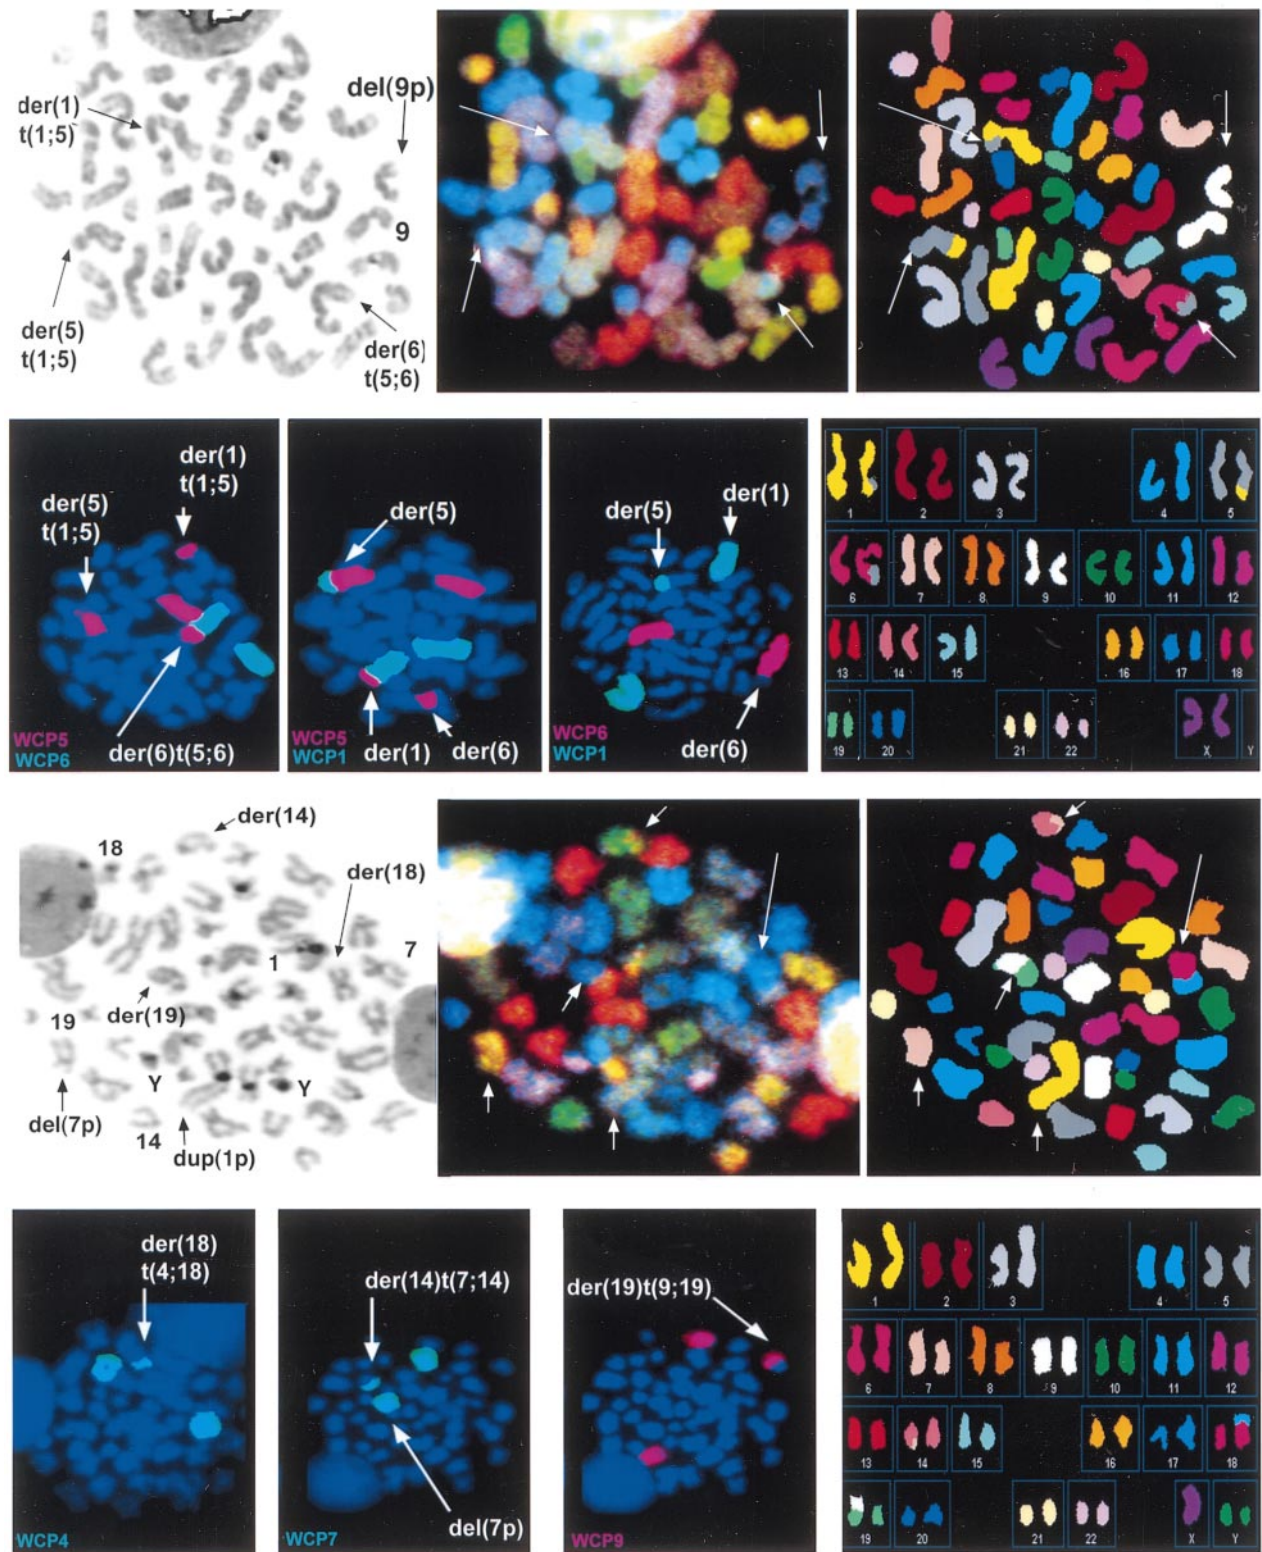 der(1)
t(1;5)
del(9p)
9
der(5)
t(1;5)
der(6)
t(5;6)
der(5)
t(1;5)
der(1)
t(1;5)
WCP5
WCP6
der(6)t(5;6)
der(5)
WCP5
WCP1
der(1)
der(6)
der(5)
der(1)
WCP6
WCP1
der(6)
1 2 3 4 5
6 7 8 9 10 11 12
13 14 15 16 17 18
19 20 21 22 X Y
18
der(14)
der(18)
1
7
der(19)
19
Y
Y
del(7p)
14
dup(1p)
der(18)
t(4;18)
WCP4
der(14)t(7;14)
del(7p)
WCP7
der(19)t(9;19)
WCP9
1 2 3 4 5
6 7 8 9 10 11 12
13 14 15 16 17 18
19 20 21 22 X Y